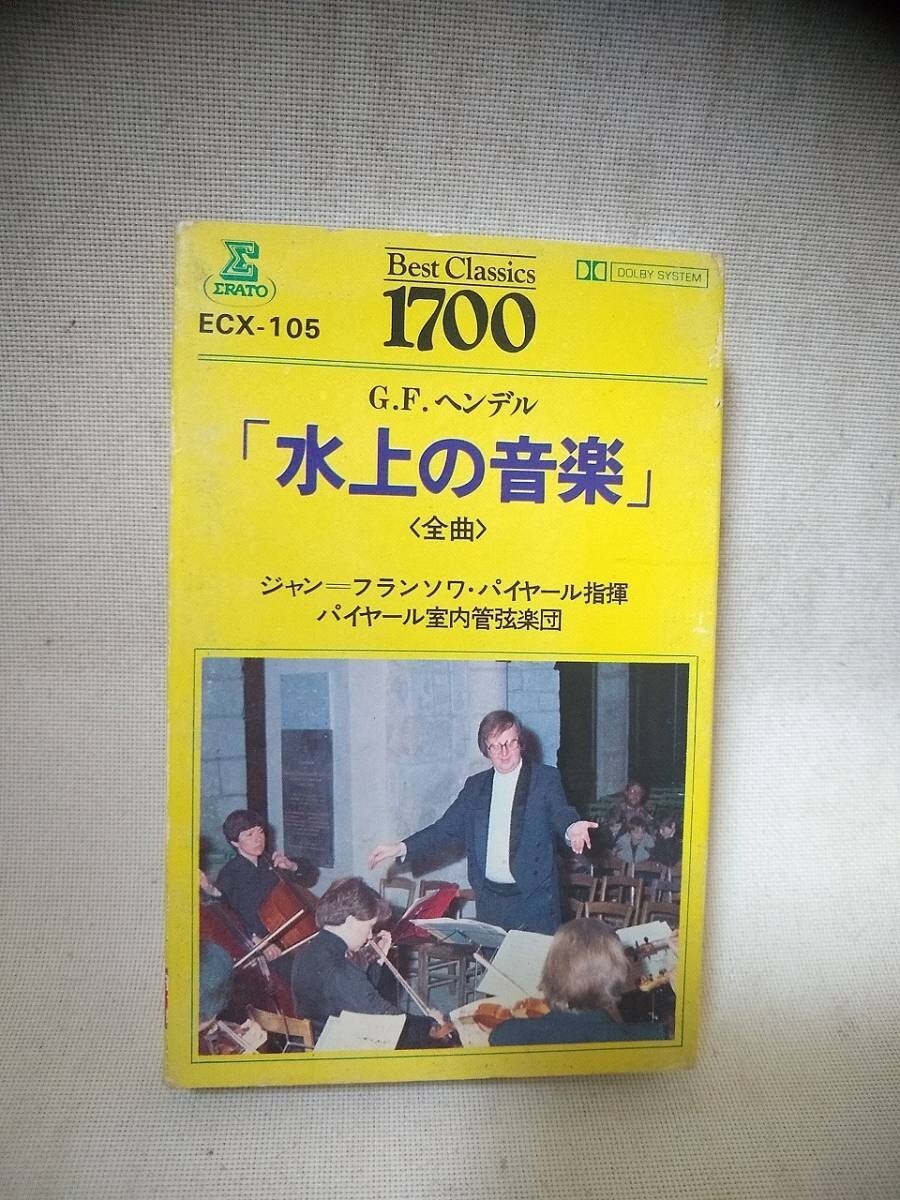 Σ
ΣRATO
ECX-105
Best Classics
1700
DOLBY SYSTEM
G.F.ヘンデル
「水上の音楽」
〈全曲〉
ジャン＝フランソワ・パイヤール指揮
パイヤール室内管弦楽団